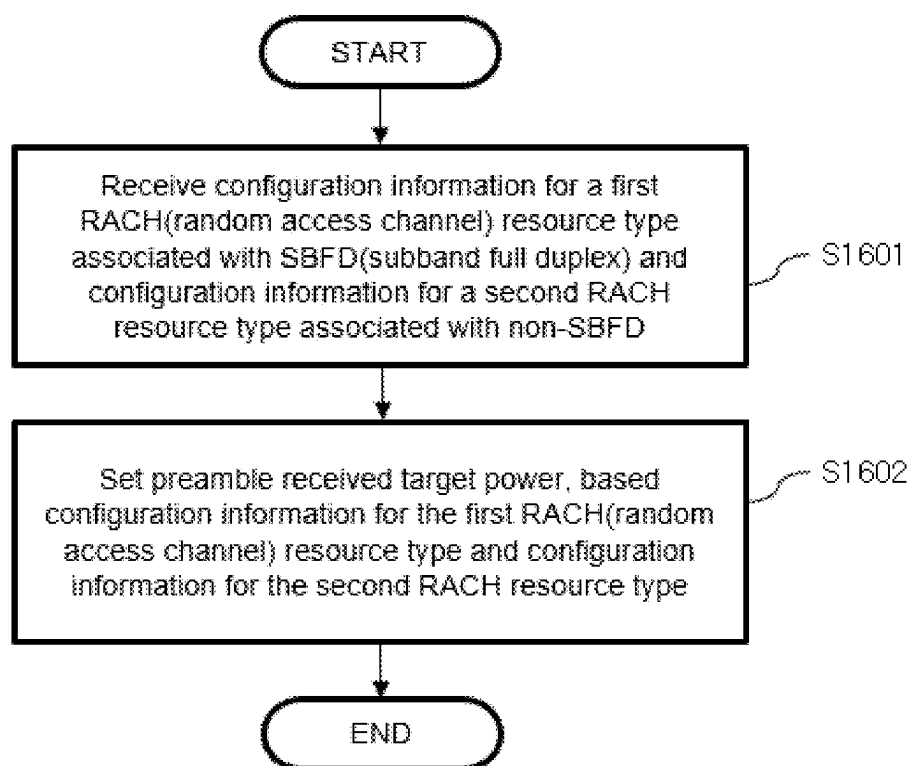 START
Receive configuration information for a first
RACH(random access channel) resource type
associated with SBFD(subband full duplex) and
configuration information for a second RACH
resource type associated with non-SBFD
S1601
Set preamble received target power, based
configuration information for the first RACH(random
access channel) resource type and configuration
information for the second RACH resource type
S1602
END